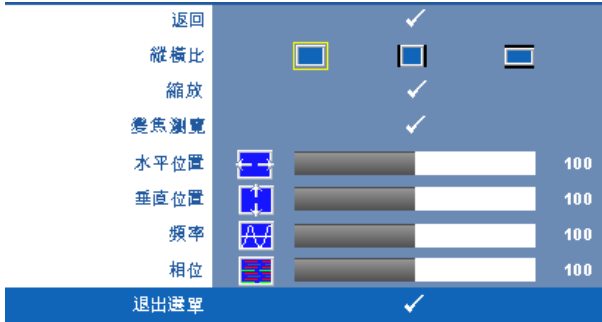 返回
縱橫比
縮放
變焦瀏覽
水平位置 100
垂直位置 100
頻率 100
相位 100
退出選單